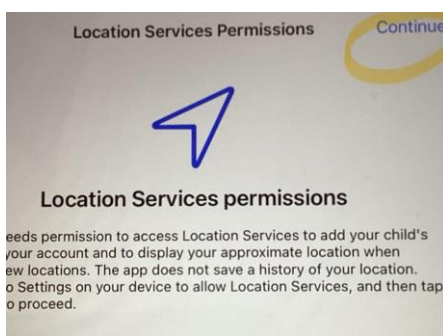 Location Services Permissions Continue
Location Services permissions
eeds permission to access Location Services to add your child's
your account and to display your approximate location when
ew locations. The app does not save a history of your location.
o Settings on your device to allow Location Services, and then tap
o proceed.